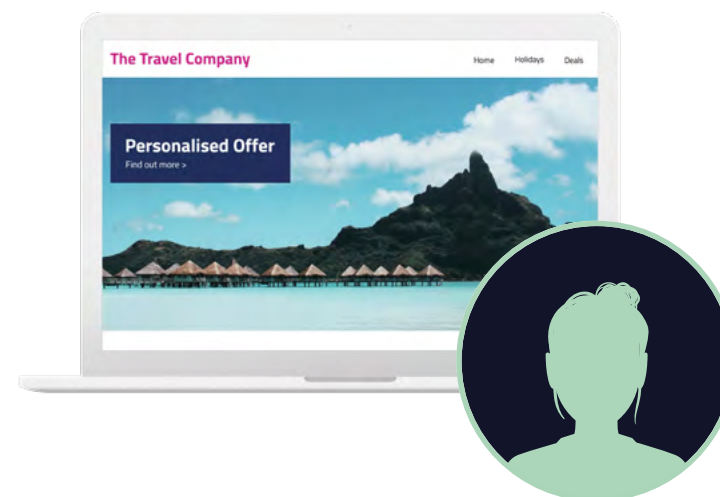 The Travel Company
Home Holidays Deals
Personalised Offer
Find out more >